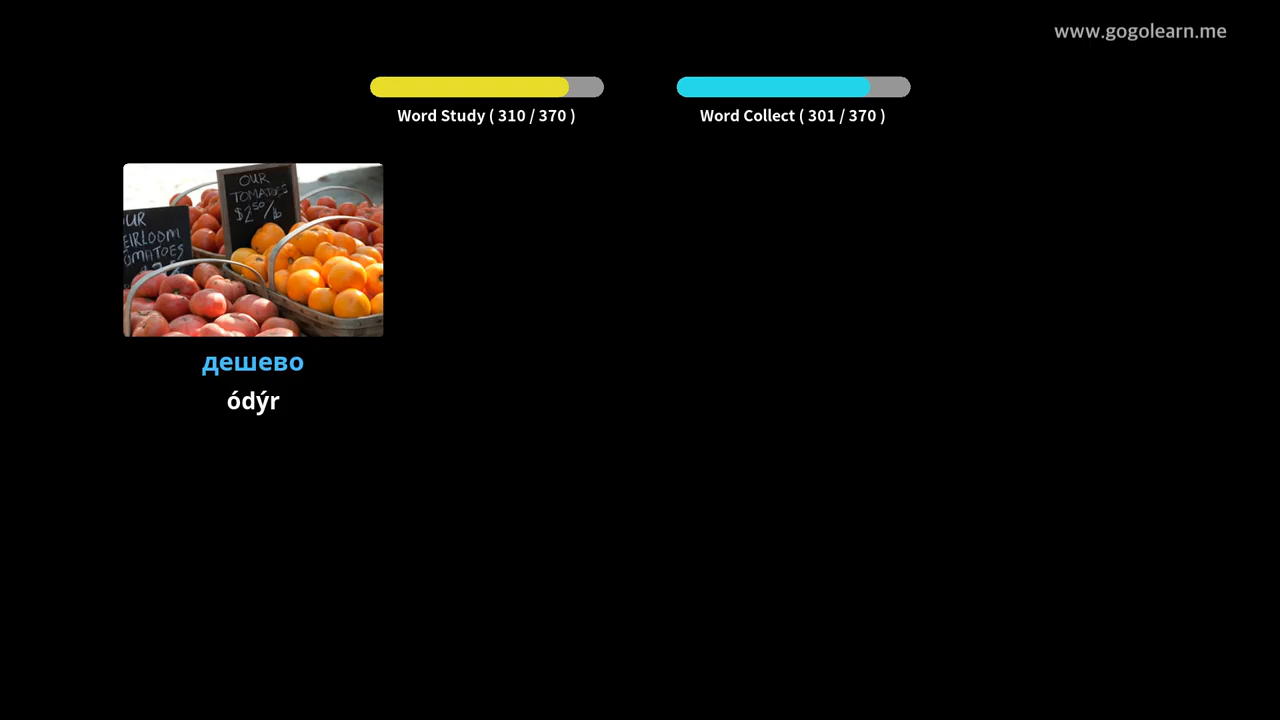 www.gogolearn.me
Word Study ( 310 / 370 )
Word Collect ( 301 / 370 )
OUR
TOMATOES
$2.50/lb
UR
EIRLOOM
OMATOES
дешево
ódýr